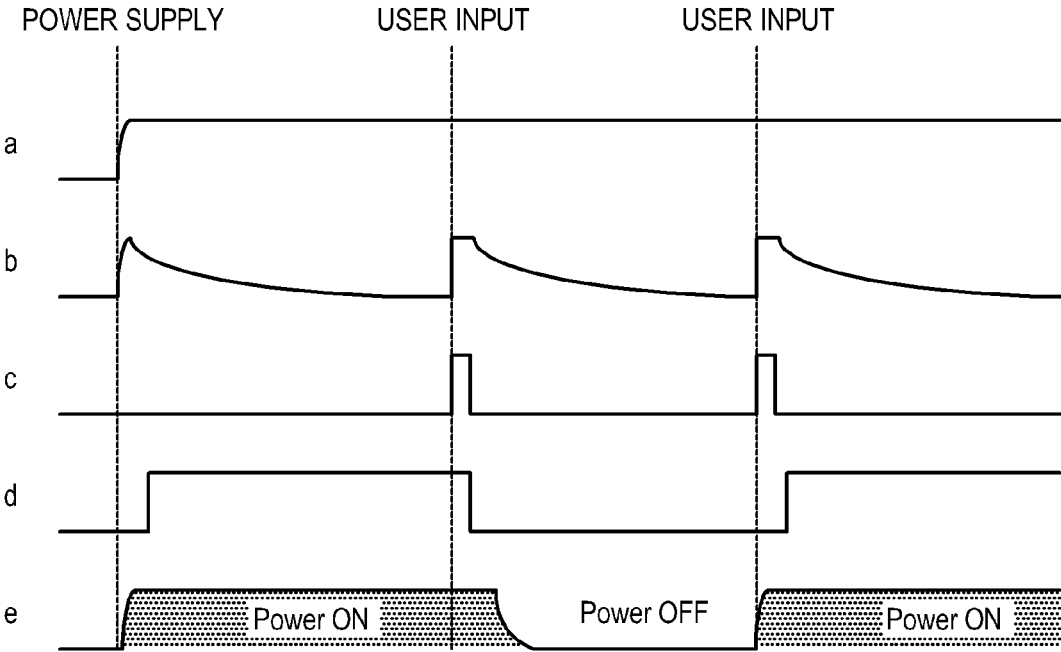 POWER SUPPLY USER INPUT USER INPUT
a
b
c
d
e Power ON Power OFF Power ON